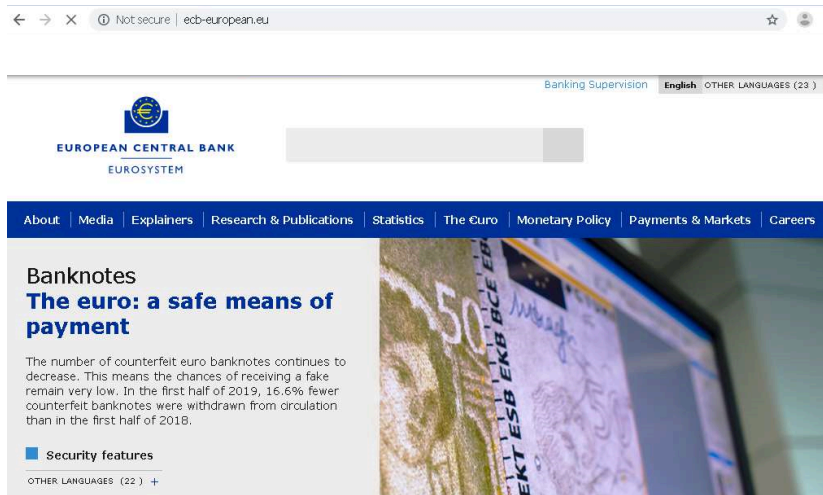 Not secure | ecb-european.eu
Banking Supervision English OTHER LANGUAGES (23 )
EUROPEAN CENTRAL BANK
EUROSYSTEM
About | Media | Explainers | Research & Publications | Statistics | The €uro | Monetary Policy | Payments & Markets | Careers
Banknotes
The euro: a safe means of
payment
The number of counterfeit euro banknotes continues to
decrease. This means the chances of receiving a fake
remain very low. In the first half of 2019, 16.6% fewer
counterfeit banknotes were withdrawn from circulation
than in the first half of 2018.
Security features
OTHER LANGUAGES (22 ) +
50
EKT ESB EKB BCE EB